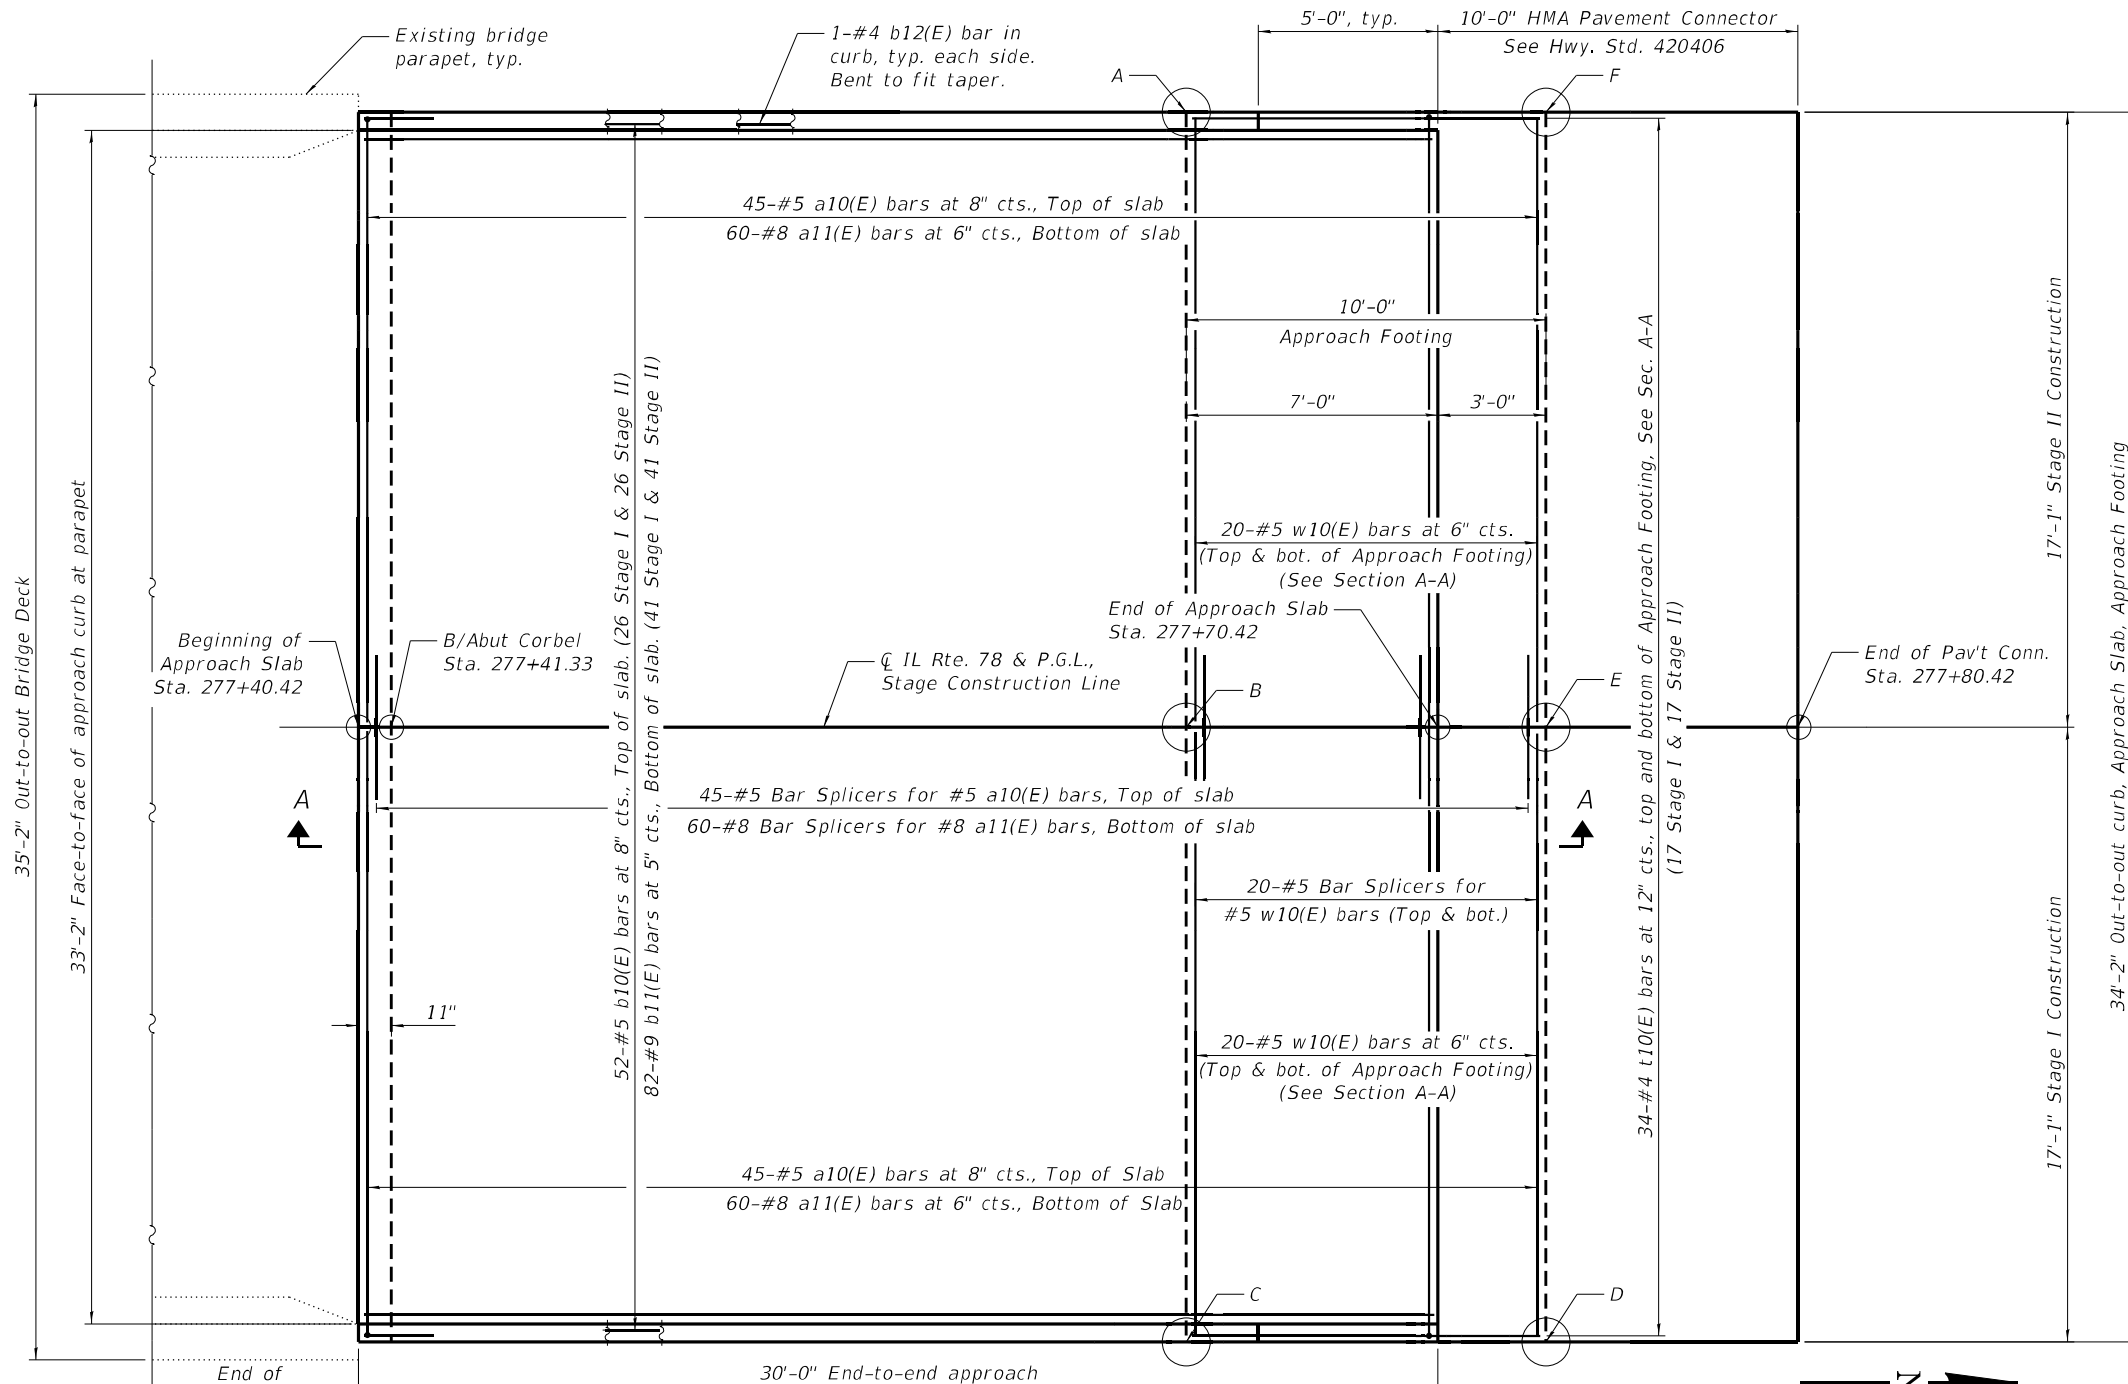 5'-0", typ.
10'-0" HMA Pavement Connector
See Hwy. Std. 420406
Existing bridge
parapet, typ.
1-#4 b12(E) bar in
curb, typ. each side.
Bent to fit taper.
A
F
45-#5 a10(E) bars at 8" cts., Top of slab
60-#8 a11(E) bars at 6" cts., Bottom of slab
10'-0"
Approach Footing
7'-0"
3'-0"
20-#5 w10(E) bars at 6" cts.
(Top & bot. of Approach Footing)
(See Section A-A)
End of Approach Slab
Sta. 277+70.42
Beginning of
Approach Slab
Sta. 277+40.42
B/Abut Corbel
Sta. 277+41.33
℄ IL Rte. 78 & P.G.L.,
Stage Construction Line
B
E
End of Pav't Conn.
Sta. 277+80.42
A
A
45-#5 Bar Splicers for #5 a10(E) bars, Top of slab
60-#8 Bar Splicers for #8 a11(E) bars, Bottom of slab
20-#5 Bar Splicers for
#5 w10(E) bars (Top & bot.)
11"
20-#5 w10(E) bars at 6" cts.
(Top & bot. of Approach Footing)
(See Section A-A)
45-#5 a10(E) bars at 8" cts., Top of Slab
60-#8 a11(E) bars at 6" cts., Bottom of Slab
C
D
End of
30'-0" End-to-end approach
N
35'-2" Out-to-out Bridge Deck
33'-2" Face-to-face of approach curb at parapet
52-#5 b10(E) bars at 8" cts., Top of slab. (26 Stage I & 26 Stage II)
82-#9 b11(E) bars at 5" cts., Bottom of slab. (41 Stage I & 41 Stage II)
34-#4 t10(E) bars at 12" cts., top and bottom of Approach Footing, See Sec. A-A
(17 Stage I & 17 Stage II)
17'-1" Stage II Construction
17'-1" Stage I Construction
34'-2" Out-to-out curb, Approach Slab, Approach Footing